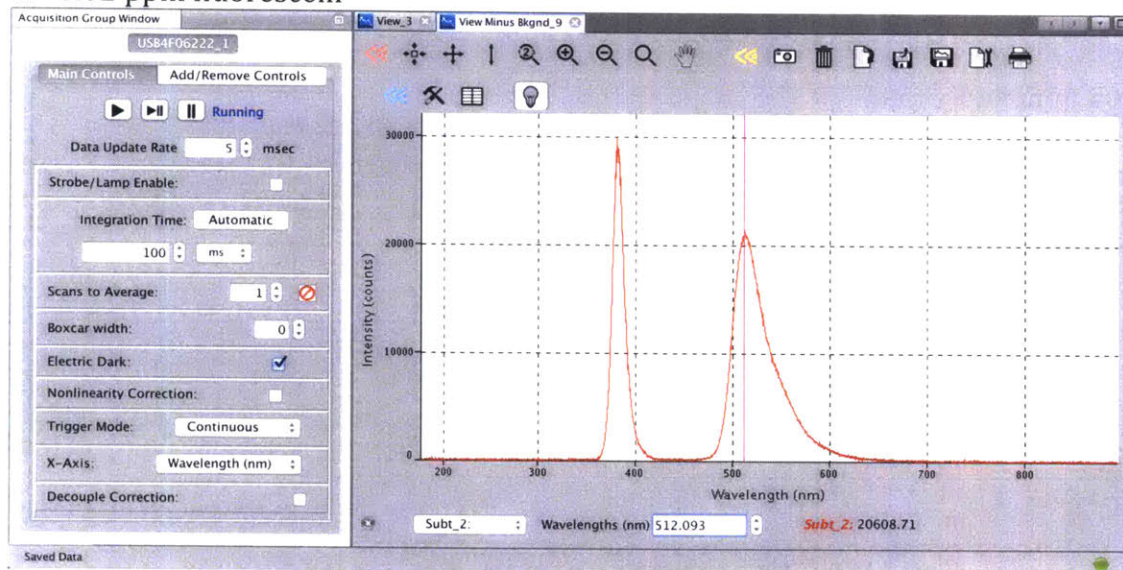 ppm fluorescein
Acquisition Group Window
View_3
View Minus Bkgnd_9
USB4F06222_1
Main Controls
Add/Remove Controls
Running
Data Update Rate 5 msec
Strobe/Lamp Enable:
Integration Time: Automatic
100 ms
Scans to Average: 1
Boxcar width: 0
Electric Dark:
Nonlinearity Correction:
Trigger Mode: Continuous
X-Axis: Wavelength (nm)
Decouple Correction:
30000
20000
10000
0
Intensity (counts)
200 300 400 500 600 700 800
Wavelength (nm)
Subt_2: Wavelengths (nm) 512.093 Subt_2: 20608.71
Saved Data